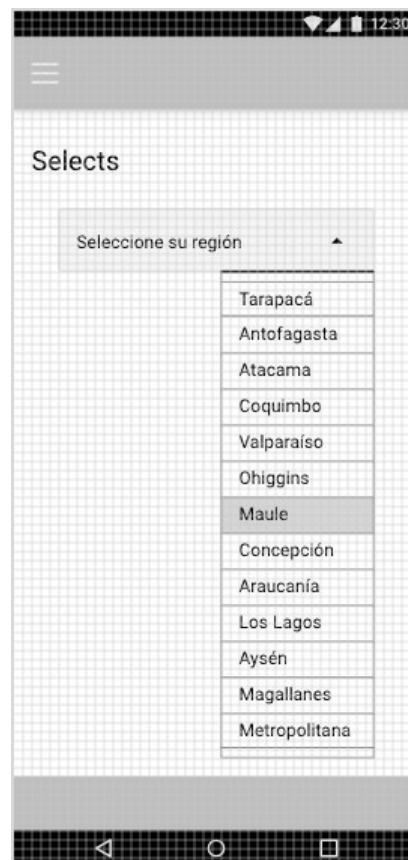 12:30
Selects
Seleccione su región
Tarapacá
Antofagasta
Atacama
Coquimbo
Valparaíso
Ohiggins
Maule
Concepción
Araucanía
Los Lagos
Aysén
Magallanes
Metropolitana